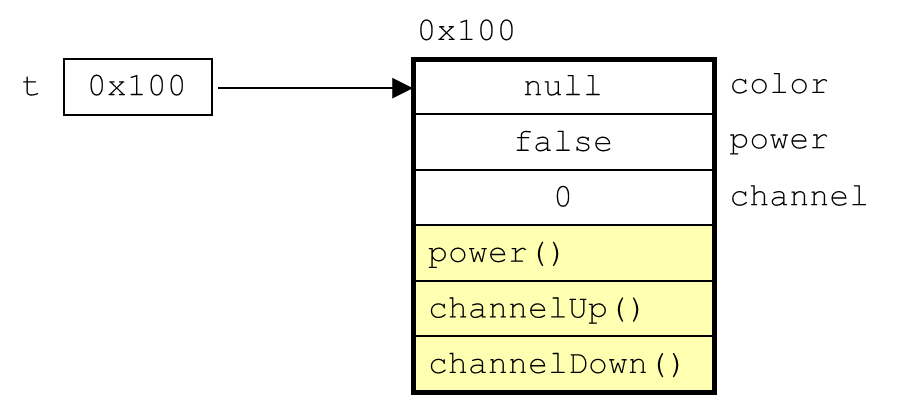 0x100
t 0x100
null color
false power
0 channel
power()
channelUp()
channelDown()